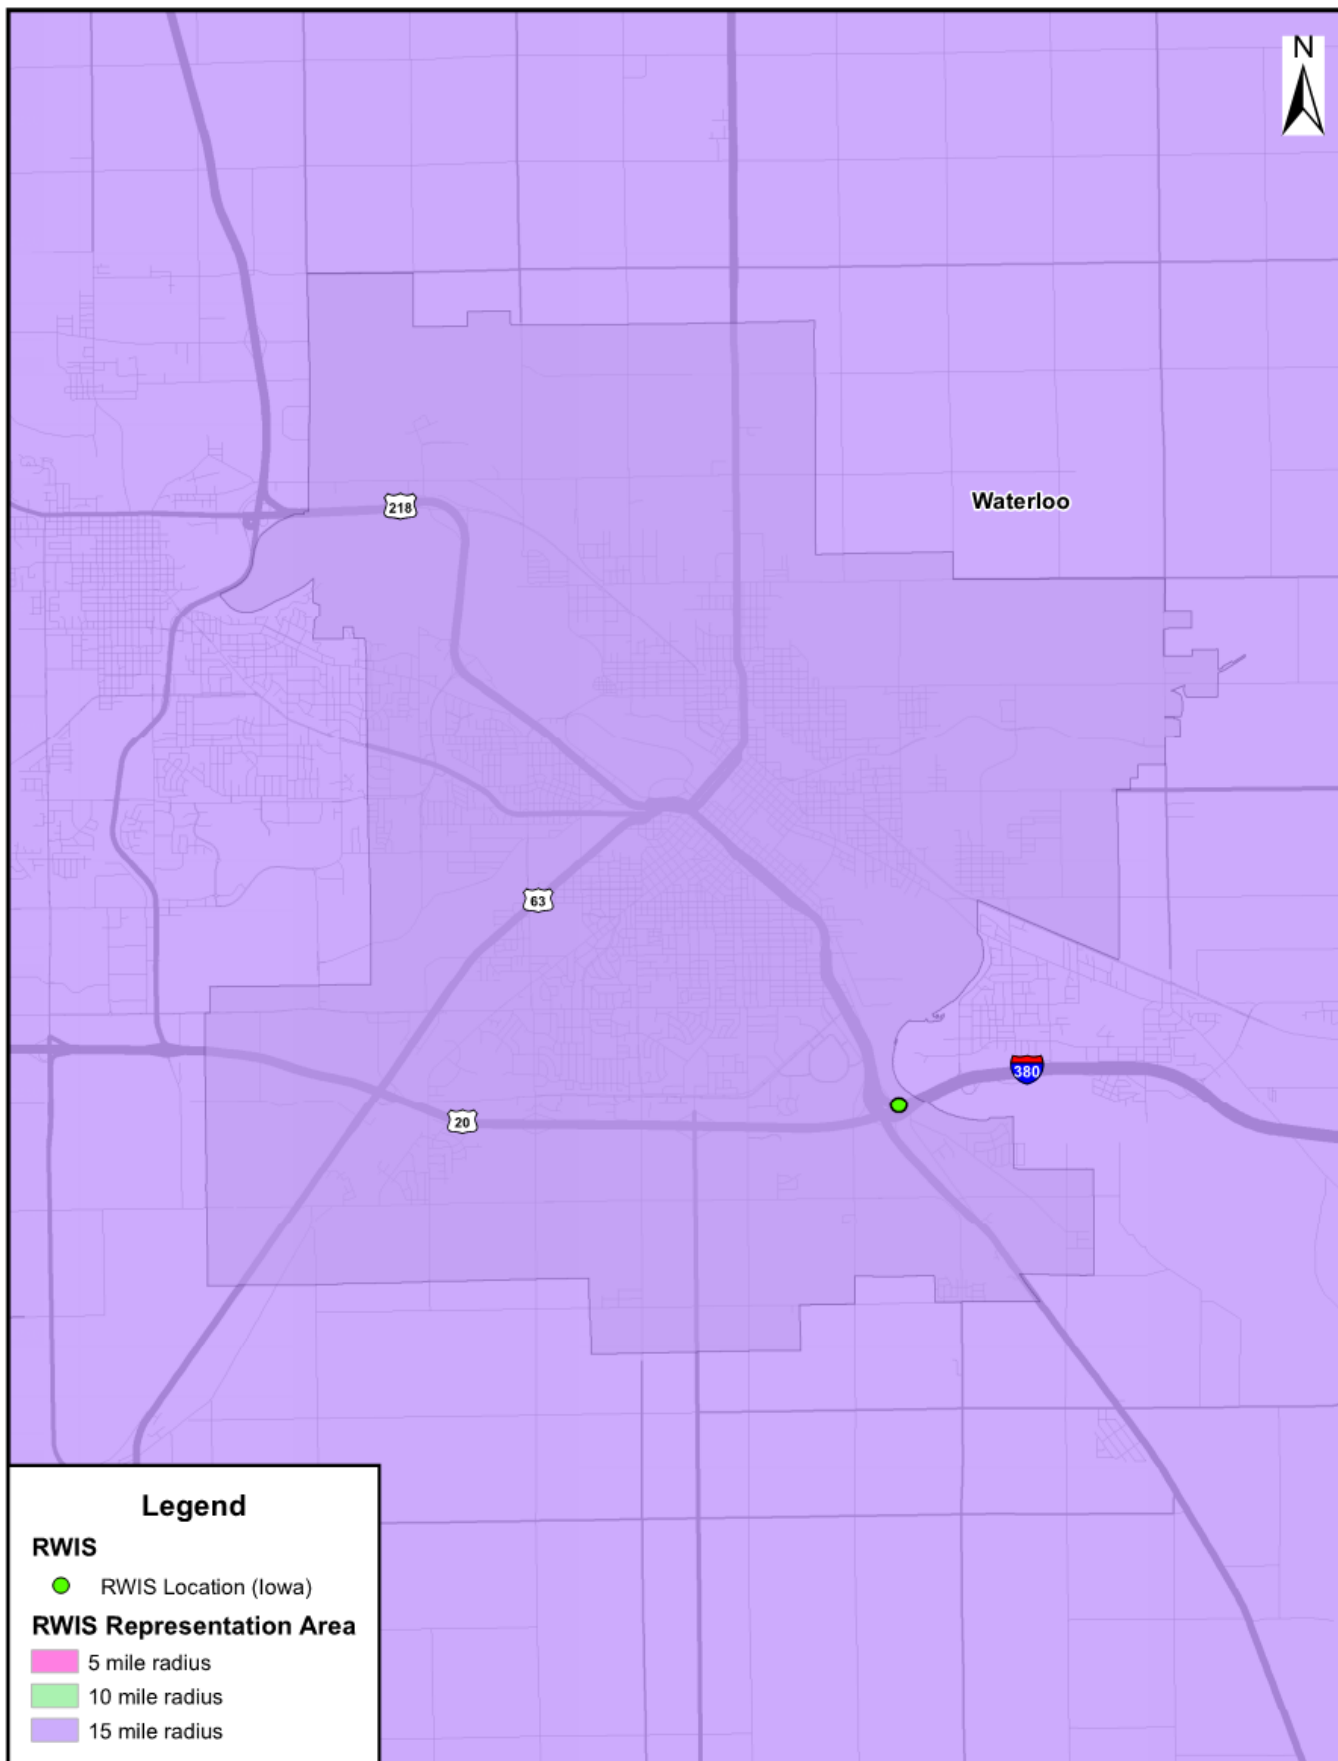 N
Waterloo
218
63
380
20
Legend
RWIS
RWIS Location (Iowa)
RWIS Representation Area
5 mile radius
10 mile radius
15 mile radius